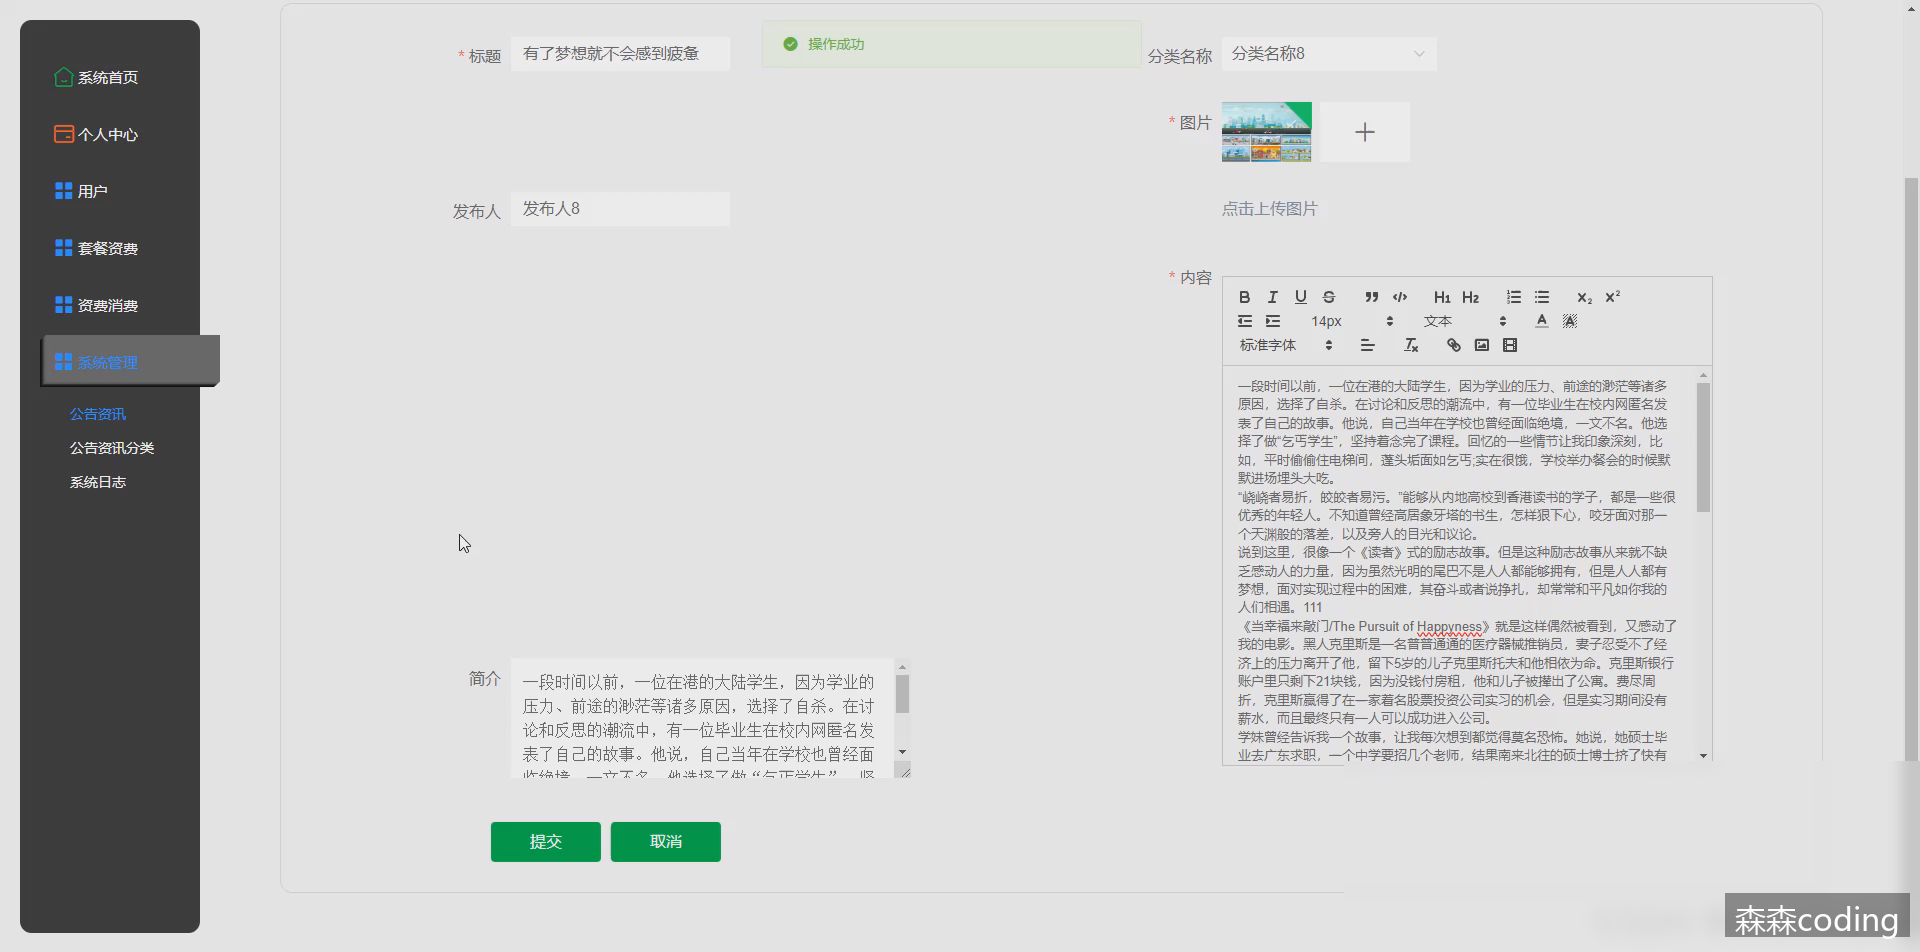 系统首页
个人中心
用户
套餐资费
资费消费
系统管理
公告资讯
公告资讯分类
系统日志
* 标题
有了梦想就不会感到疲惫
操作成功
分类名称
分类名称8
* 图片
点击上传图片
发布人
发布人8
* 内容
B I U S H1 H2 X2 X2
14px 文本 A A
标准字体
一段时间以前，一位在港的大陆学生，因为学业的压力、前途的渺茫等诸多
原因，选择了自杀。在讨论和反思的潮流中，有一位毕业生在校内网匿名发
表了自己的故事。他说，自己当年在学校也曾经面临绝境，一文不名。他选
择了做“乞丐学生”，坚持着念完了课程。回忆的一些情节让我印象深刻，比
如，平时偷偷住电梯间，蓬头垢面如乞丐;实在很饿，学校举办餐会的时候默
默进场埋头大吃。
“峣峣者易折，皎皎者易污。”能够从内地高校到香港读书的学子，都是一些很
优秀的年轻人。不知道曾经高居象牙塔的书生，怎样狠下心，咬牙面对那一
个天渊般的落差，以及旁人的目光和议论。
说到这里，很像一个《读者》式的励志故事。但是这种励志故事从来就不缺
乏感动人的力量，因为虽然光明的尾巴不是人人都能够拥有，但是人人都有
梦想，面对实现过程中的困难，其奋斗或者说挣扎，却常常和平凡如你我的
人们相遇。111
《当幸福来敲门/The Pursuit of Happyness》就是这样偶然被看到，又感动了
我的电影。黑人克里斯是一名普普通通的医疗器械推销员，妻子忍受不了经
济上的压力离开了他，留下5岁的儿子克里斯托夫和他相依为命。克里斯银行
账户里只剩下21块钱，因为没钱付房租，他和儿子被撵出了公寓。费尽周
折，克里斯赢得了在一家着名股票投资公司实习的机会，但是实习期间没有
薪水，而且最终只有一人可以成功进入公司。
学妹曾经告诉我一个故事，让我每次想到都觉得莫名恐怖。她说，她硕士毕
业去广东求职，一个中学要招几个老师，结果南来北往的硕士博士挤了快有
简介
一段时间以前，一位在港的大陆学生，因为学业的
压力、前途的渺茫等诸多原因，选择了自杀。在讨
论和反思的潮流中，有一位毕业生在校内网匿名发
表了自己的故事。他说，自己当年在学校也曾经面
临绝境，一文不名。他选择了做“乞丐学生”，坚
提交
取消
森森coding